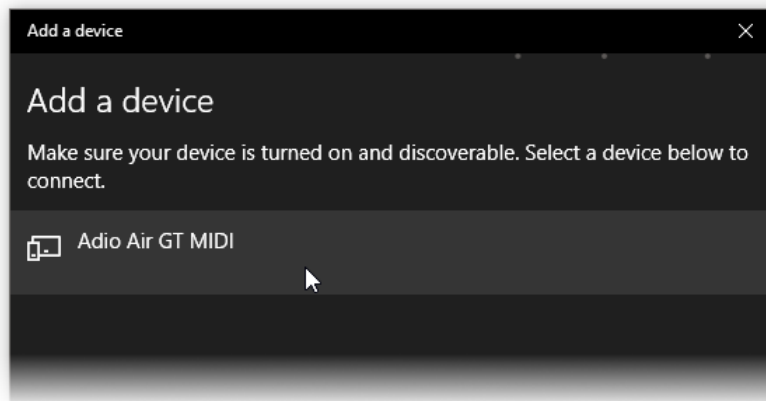 Add a device
Add a device
Make sure your device is turned on and discoverable. Select a device below to
connect.
Adio Air GT MIDI